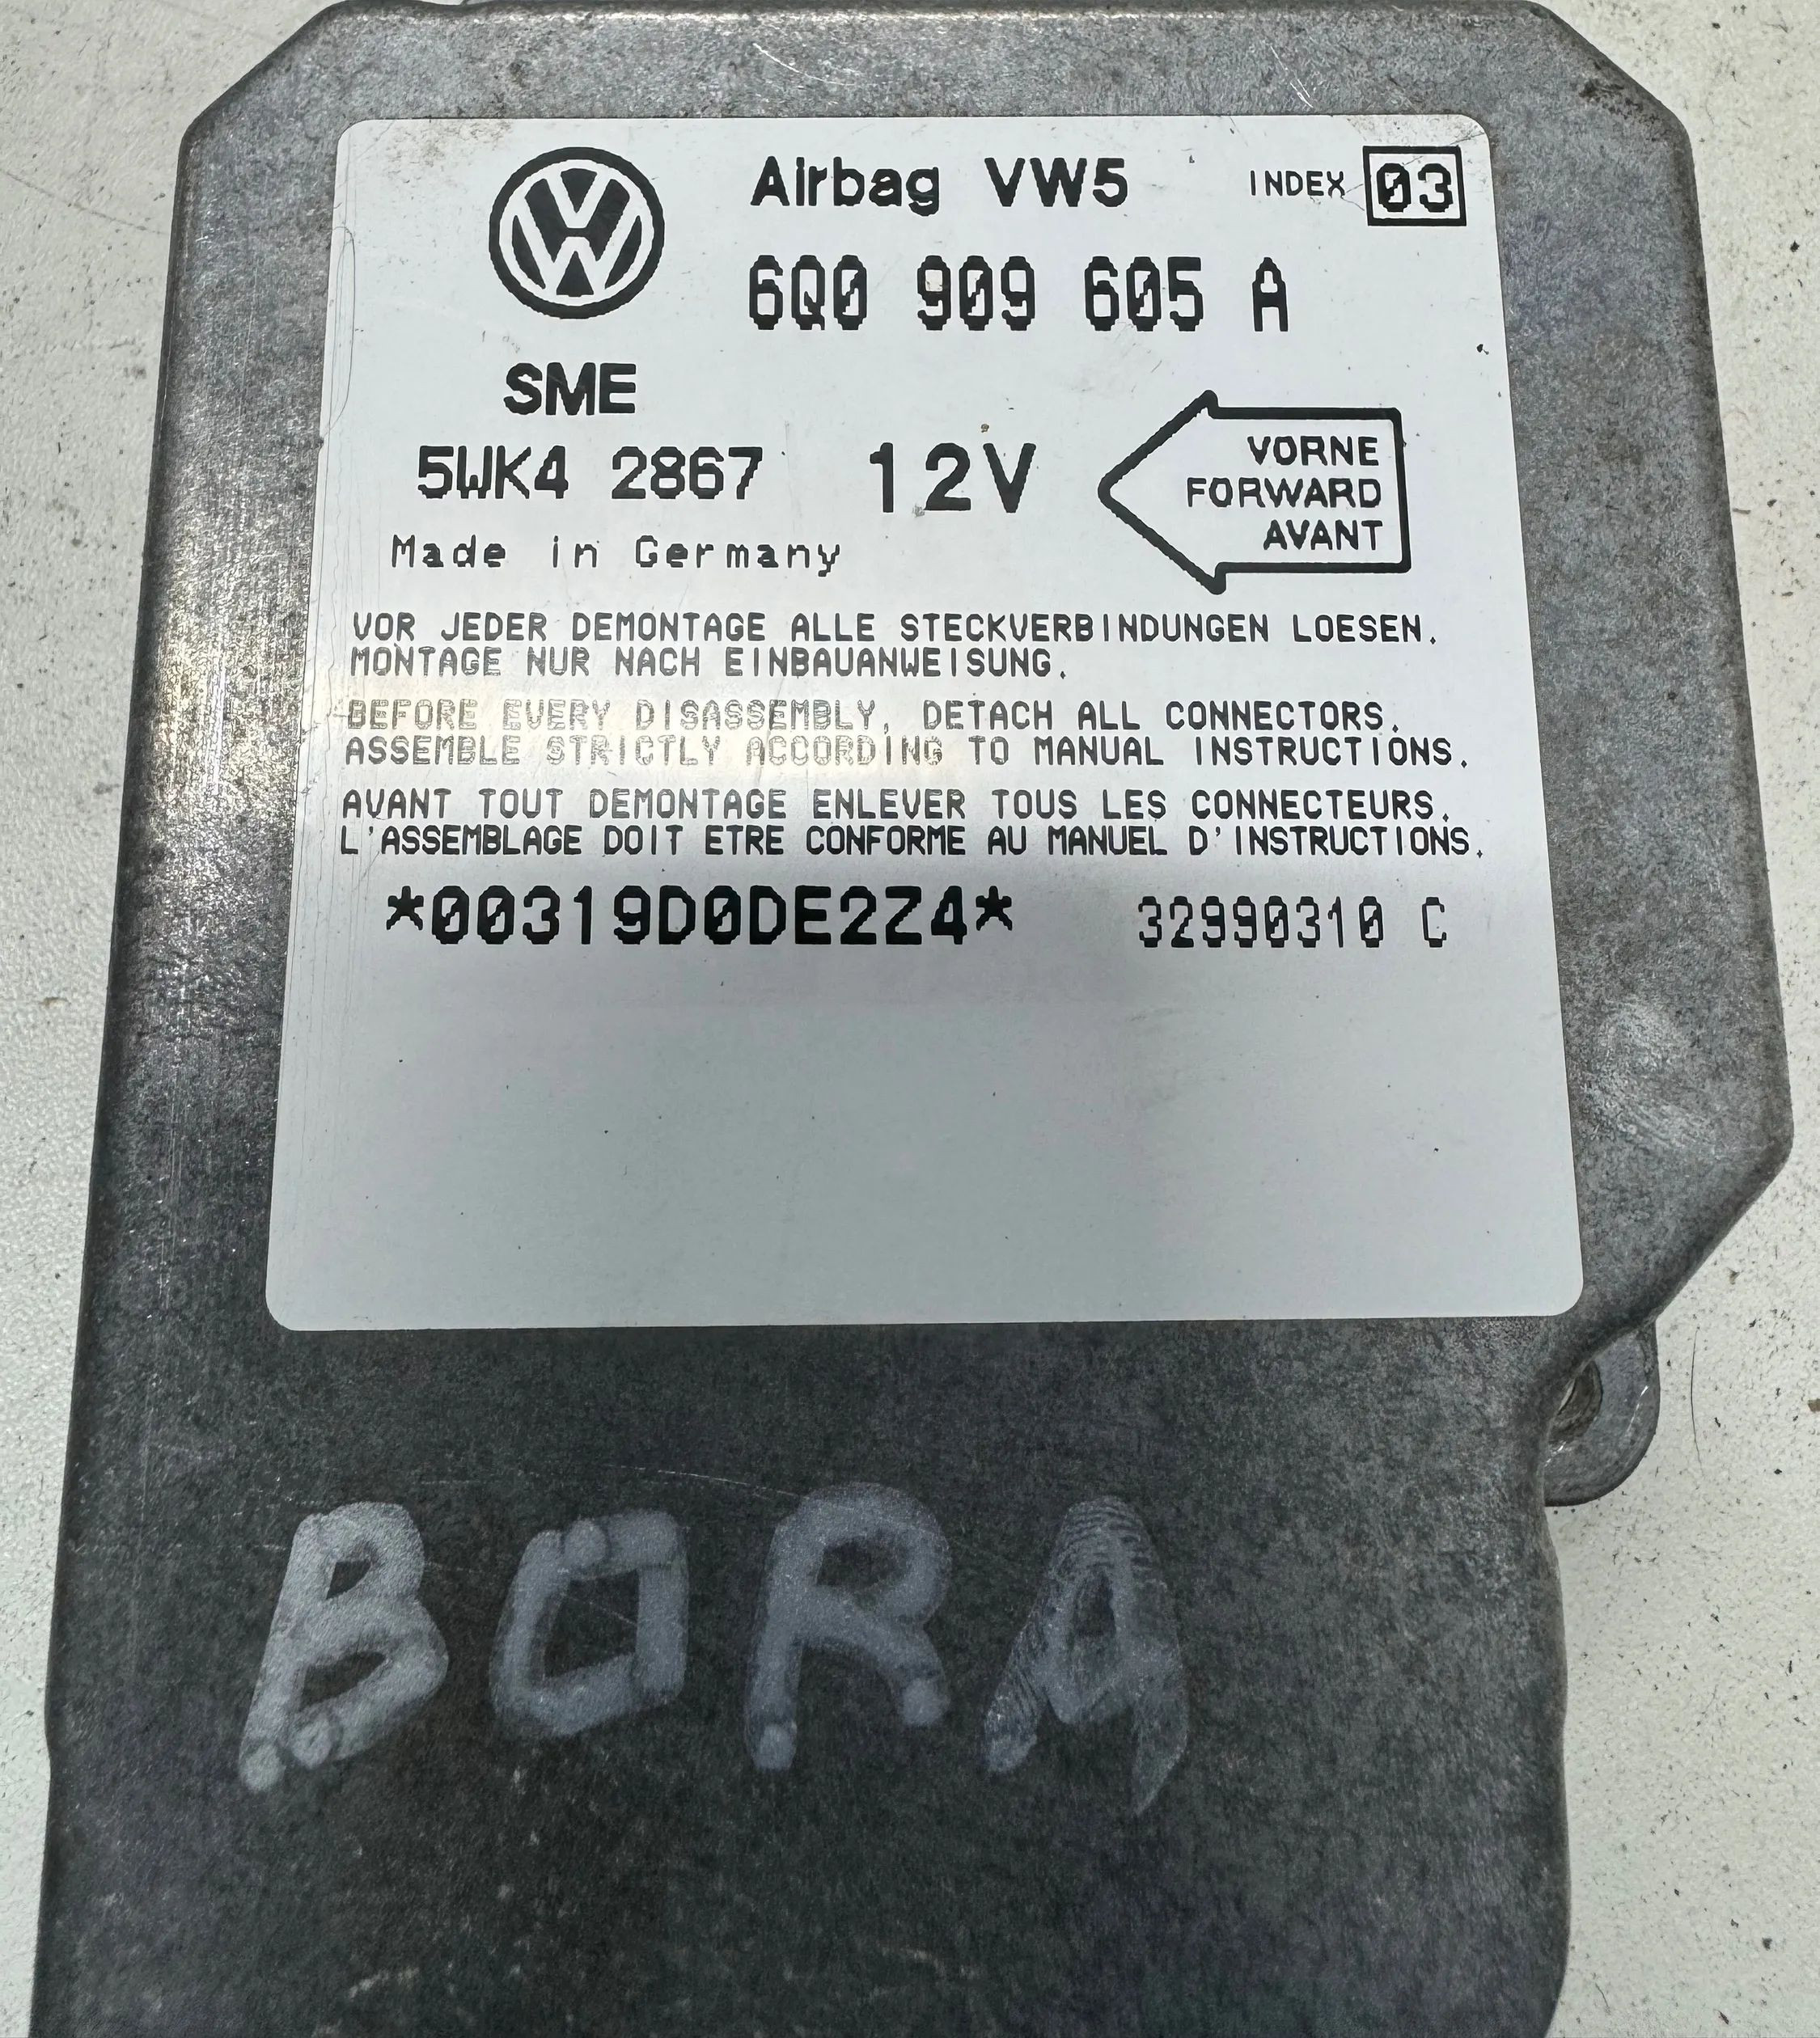 Airbag VW5 INDEX 03
6Q0 909 605 A
SME
5WK4 2867 12V
VORNE
FORWARD
AVANT
Made in Germany
VOR JEDER DEMONTAGE ALLE STECKVERBINDUNGEN LOESEN.
MONTAGE NUR NACH EINBAUANWEISUNG.
BEFORE EVERY DISASSEMBLY, DETACH ALL CONNECTORS.
ASSEMBLE STRICTLY ACCORDING TO MANUAL INSTRUCTIONS.
AVANT TOUT DEMONTAGE ENLEVER TOUS LES CONNECTEURS.
L'ASSEMBLAGE DOIT ETRE CONFORME AU MANUEL D'INSTRUCTIONS.
*00319D0DE2Z4* 32990310 C
BORA